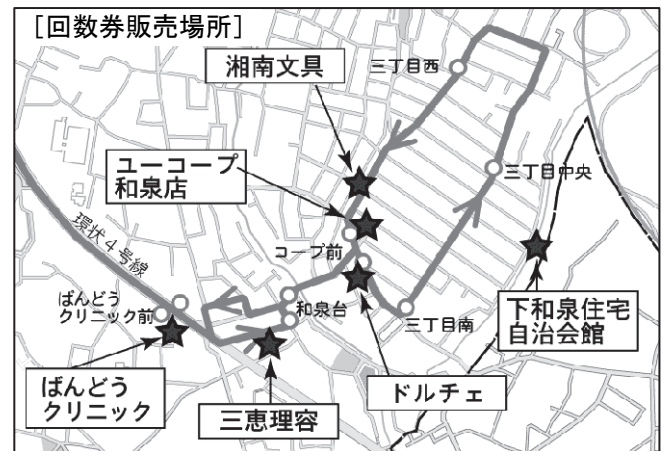 [回数券販売場所]
湘南文具
三丁目西
ユーコープ
和泉店
三丁目中央
環状4号線
コープ前
ばんどう
クリニック前
和泉台
三丁目南
下和泉住宅
自治会館
ばんどう
クリニック
三恵理容
ドルチェ